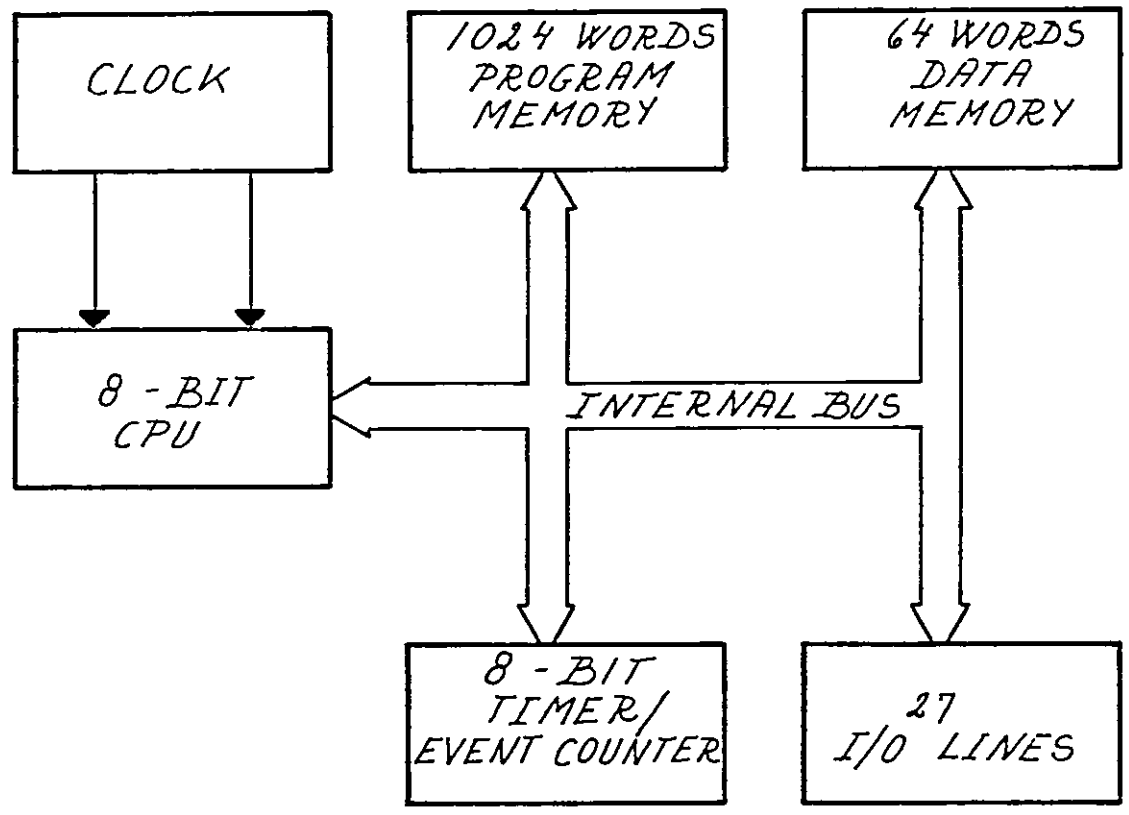 CLOCK
1024 WORDS
PROGRAM
MEMORY
64 WORDS
DATA
MEMORY
8 - BIT
CPU
INTERNAL BUS
8 - BIT
TIMER/
EVENT COUNTER
27
I/O LINES